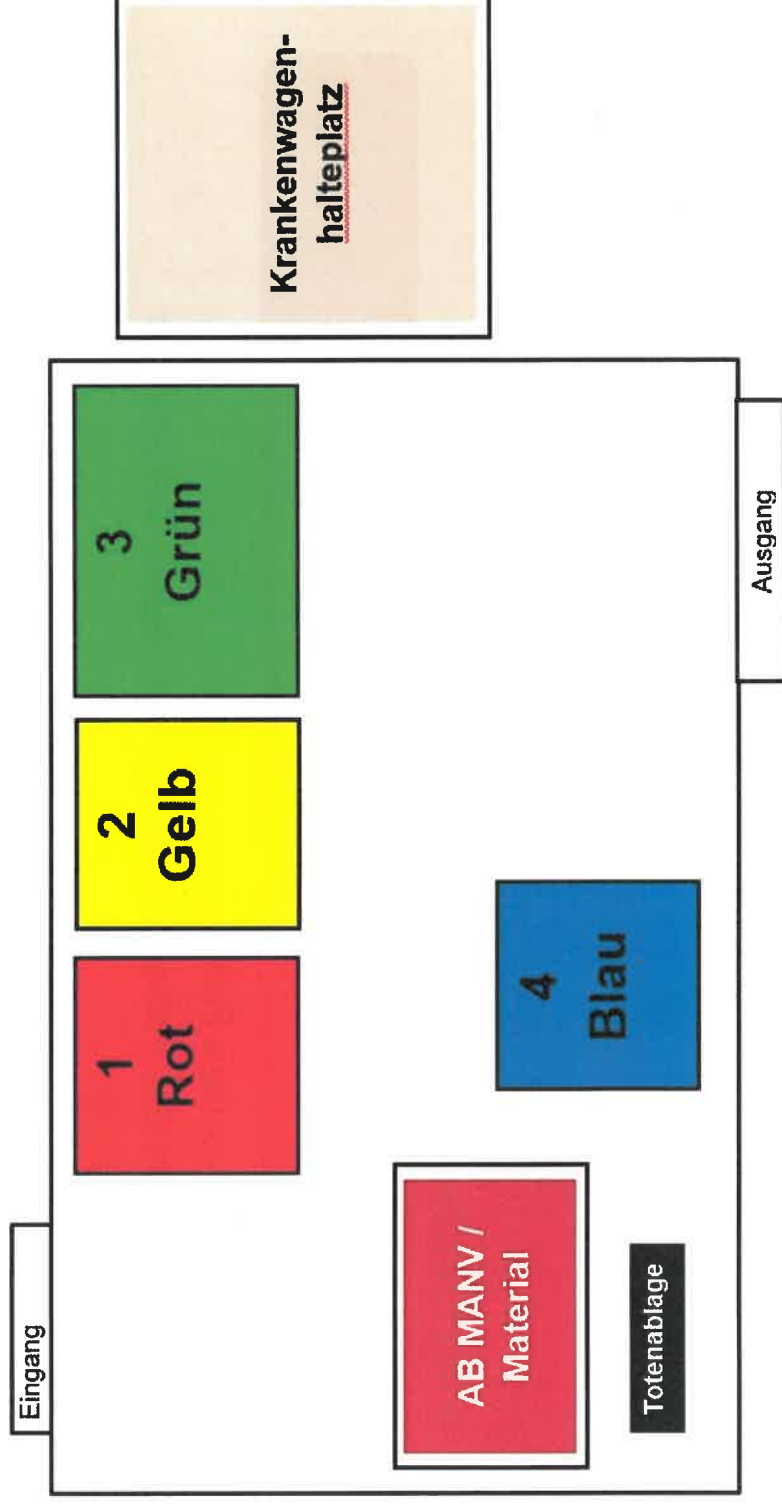 Eingang
1
Rot
2
Gelb
3
Grün
Krankenwagen-
halteplatz
AB MANV /
Material
4
Blau
Totenablage
Ausgang